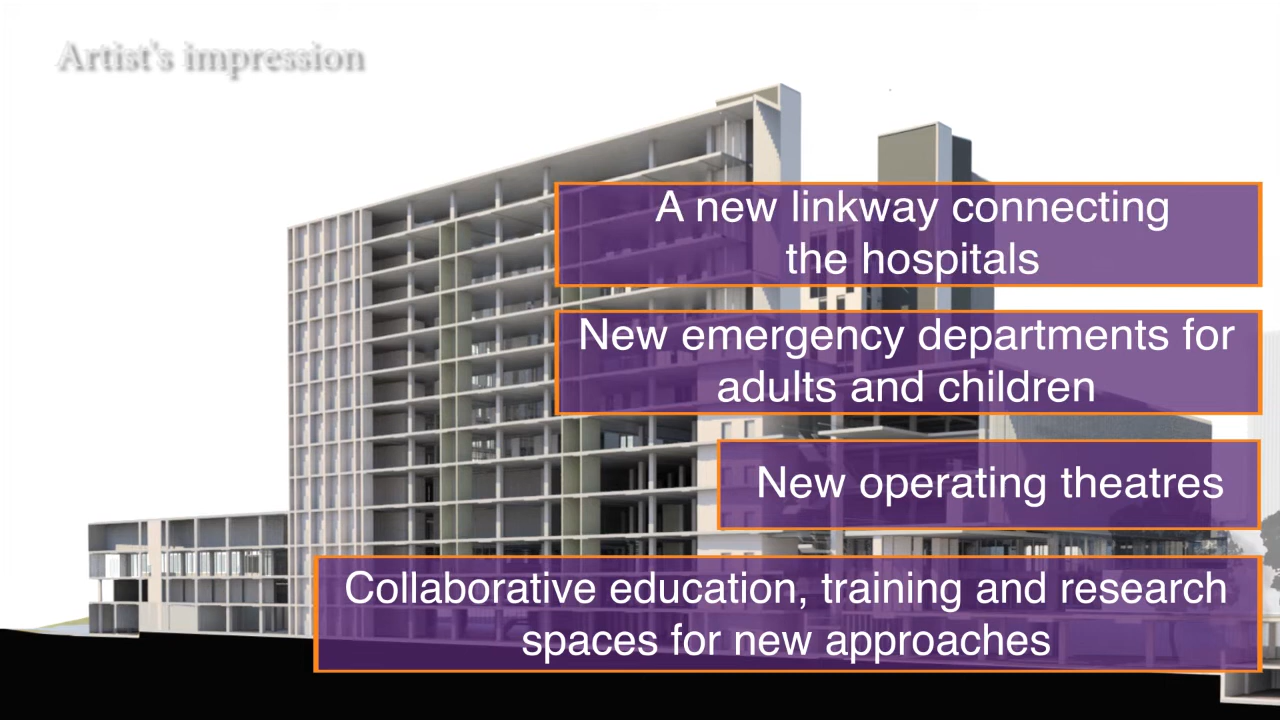 Artist's impression
A new linkway connecting
the hospitals
New emergency departments for
adults and children
New operating theatres
Collaborative education, training and research
spaces for new approaches